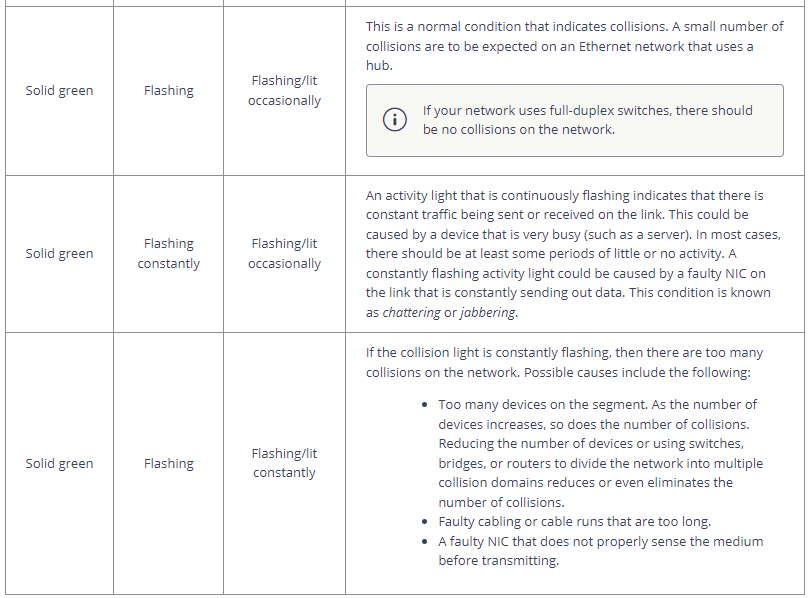 Solid green
Flashing
Flashing/lit
occasionally
This is a normal condition that indicates collisions. A small number of
collisions are to be expected on an Ethernet network that uses a
hub.
If your network uses full-duplex switches, there should
be no collisions on the network.
Solid green
Flashing
constantly
Flashing/lit
occasionally
An activity light that is continuously flashing indicates that there is
constant traffic being sent or received on the link. This could be
caused by a device that is very busy (such as a server). In most cases,
there should be at least some periods of little or no activity. A
constantly flashing activity light could be caused by a faulty NIC on
the link that is constantly sending out data. This condition is known
as chattering or jabbering.
Solid green
Flashing
Flashing/lit
constantly
If the collision light is constantly flashing, then there are too many
collisions on the network. Possible causes include the following:
• Too many devices on the segment. As the number of
devices increases, so does the number of collisions.
Reducing the number of devices or using switches,
bridges, or routers to divide the network into multiple
collision domains reduces or even eliminates the
number of collisions.
• Faulty cabling or cable runs that are too long.
• A faulty NIC that does not properly sense the medium
before transmitting.